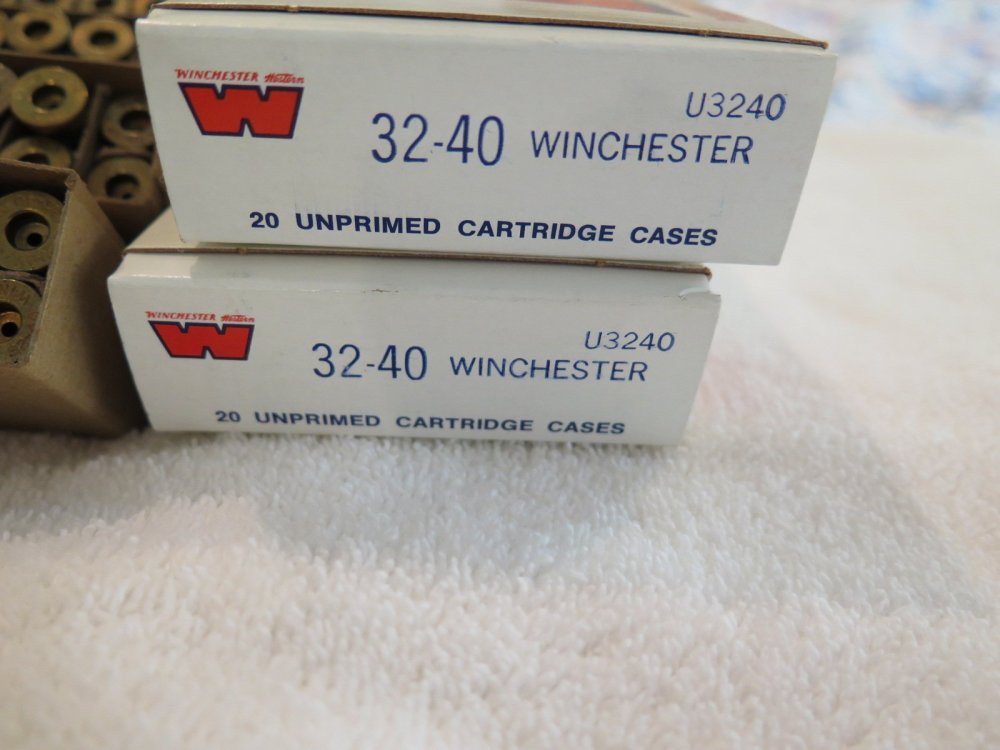 WINCHESTER Western
W
U3240
32-40 WINCHESTER
20 UNPRIMED CARTRIDGE CASES
WINCHESTER Western
W
U3240
32-40 WINCHESTER
20 UNPRIMED CARTRIDGE CASES